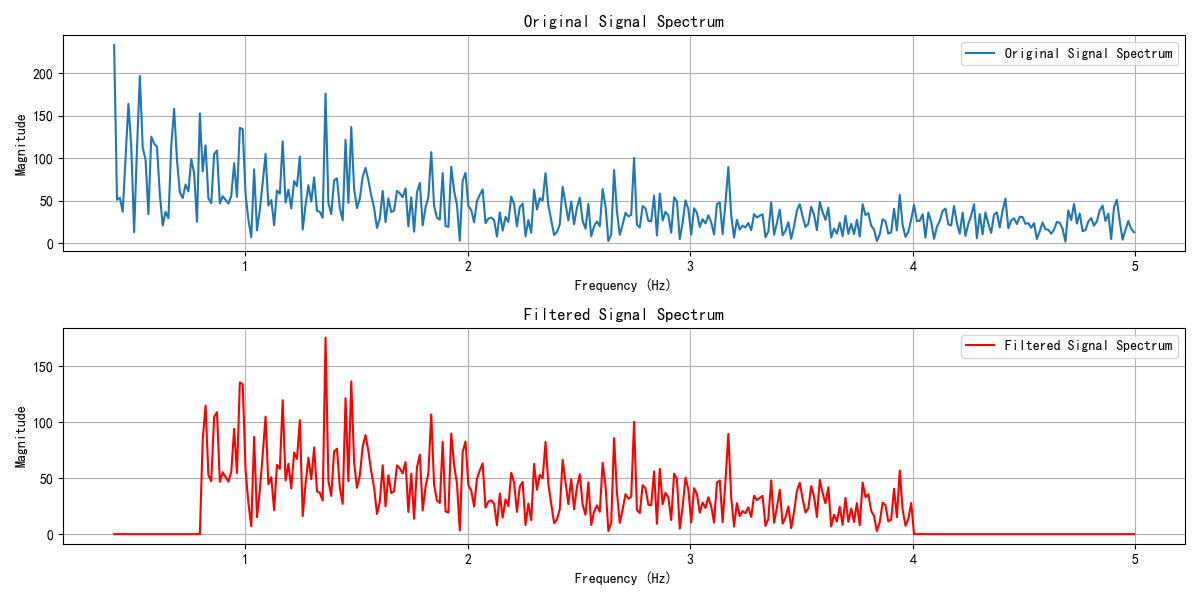 Original Signal Spectrum
Original Signal Spectrum
Magnitude
200
150
100
50
0
1
2
3
4
5
Frequency (Hz)
Filtered Signal Spectrum
Filtered Signal Spectrum
Magnitude
150
100
50
0
1
2
3
4
5
Frequency (Hz)